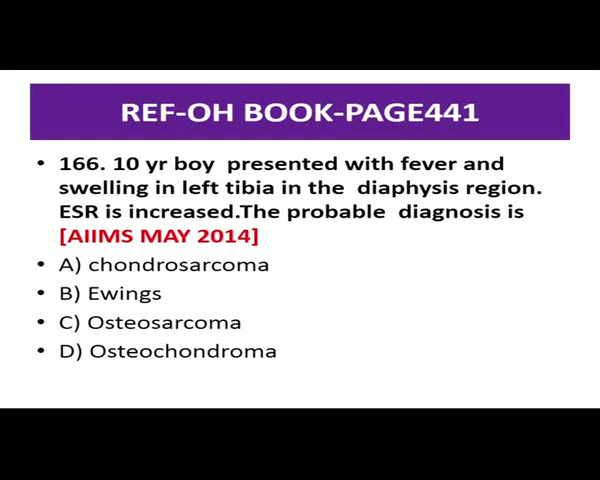 REF-OH BOOK-PAGE441
• 166. 10 yr boy presented with fever and
swelling in left tibia in the diaphysis region.
ESR is increased.The probable diagnosis is
[AIIMS MAY 2014]
• A) chondrosarcoma
• B) Ewings
• C) Osteosarcoma
• D) Osteochondroma